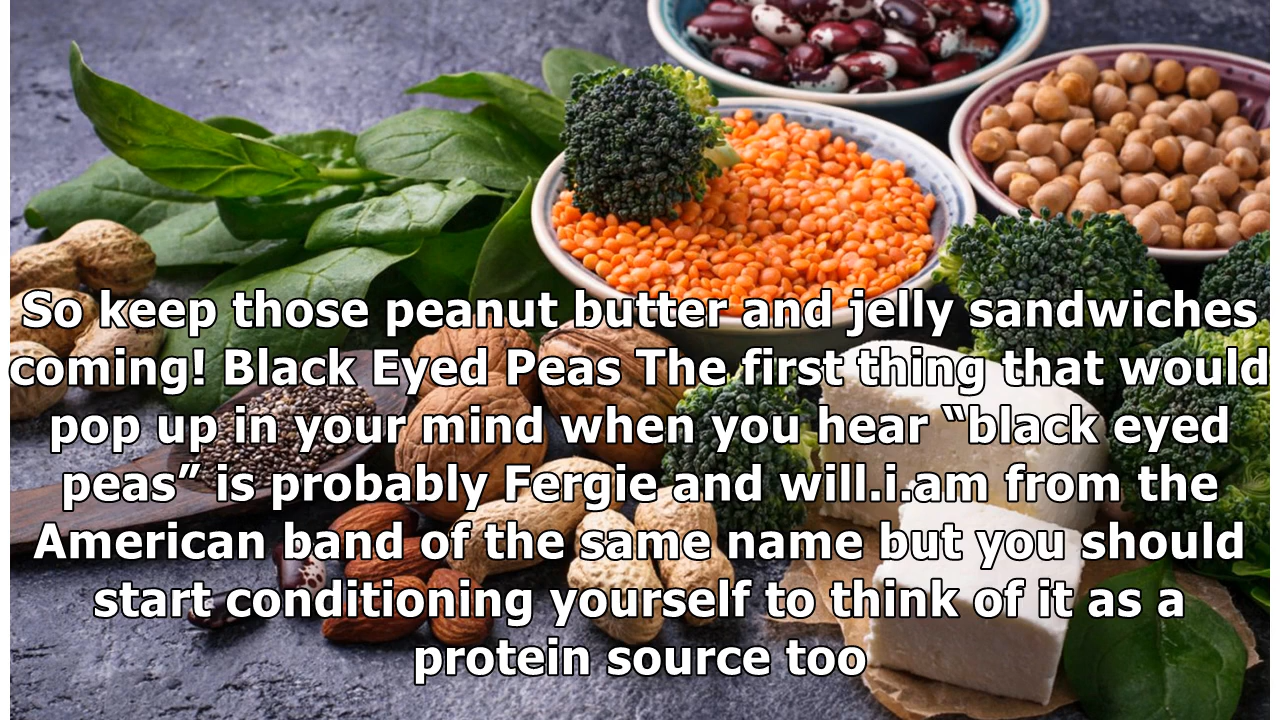 So keep those peanut butter and jelly sandwiches
coming! Black Eyed Peas The first thing that would
pop up in your mind when you hear “black eyed
peas” is probably Fergie and will.i.am from the
American band of the same name but you should
start conditioning yourself to think of it as a
protein source too